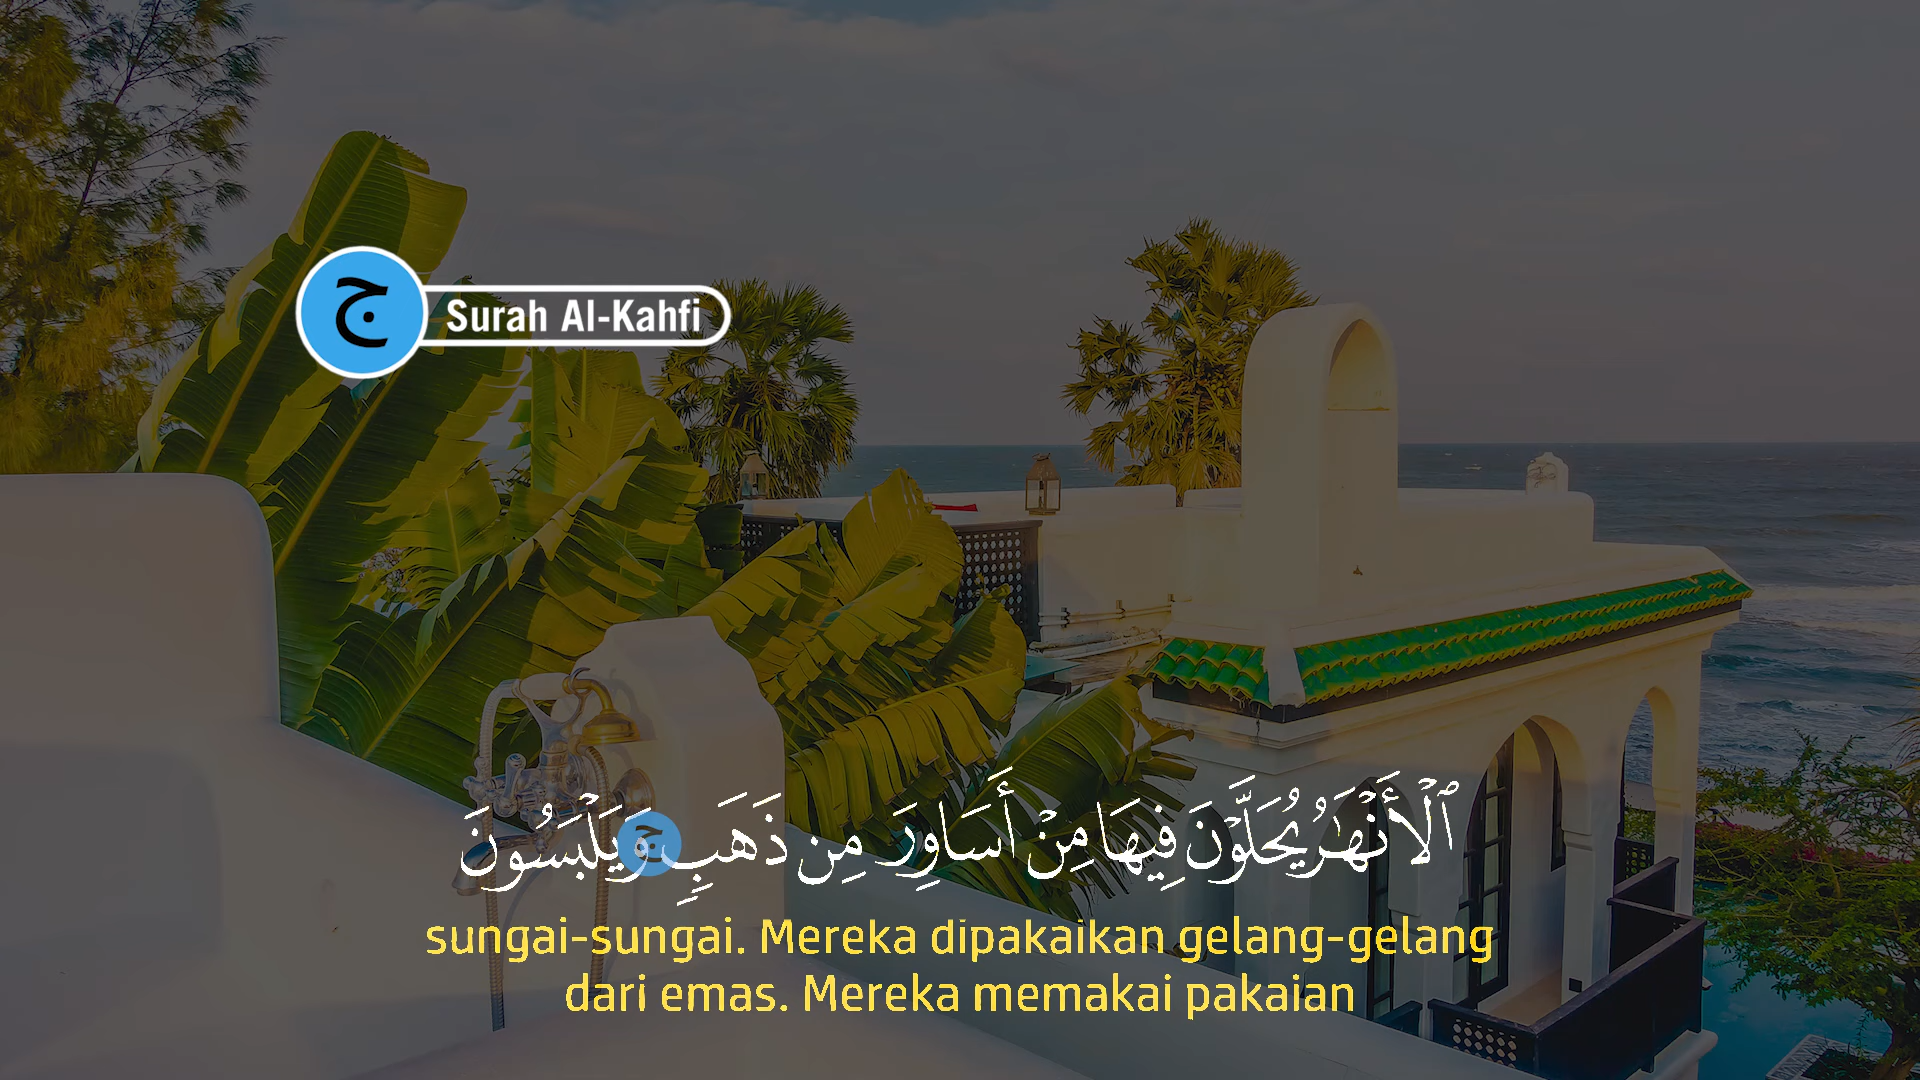 ج
Surah Al-Kahfi
ٱلْأَنْهَٰرُ يُحَلَّوْنَ فِيهَا مِنْ أَسَاوِرَ مِن ذَهَبٍ وَيَلْبَسُونَ
ج
sungai-sungai. Mereka dipakaikan gelang-gelang
dari emas. Mereka memakai pakaian